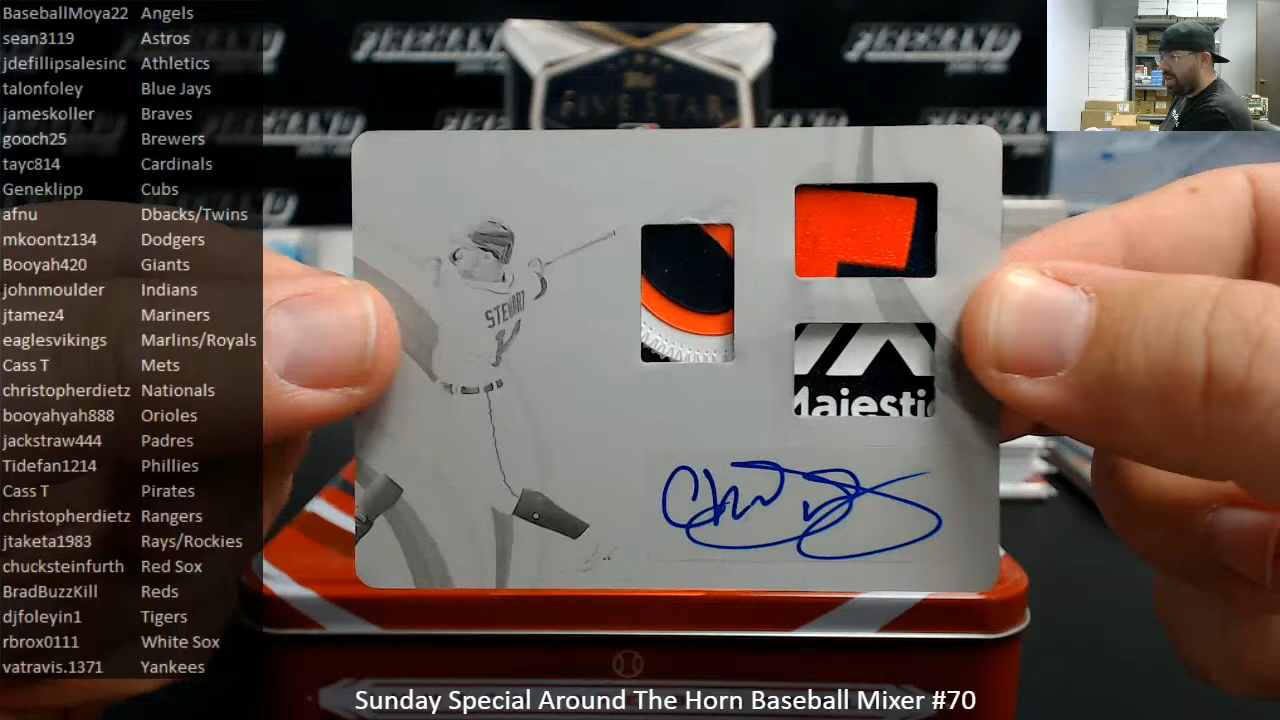 BaseballMoya22 Angels
sean3119 Astros
jdefillipsalesinc Athletics
talonfoley Blue Jays
jameskoller Braves
gooch25 Brewers
tayc814 Cardinals
Geneklipp Cubs
afnu Dbacks/Twins
mkoontz134 Dodgers
Booyah420 Giants
johnmoulder Indians
jtamez4 Mariners
eaglesvikings Marlins/Royals
Cass T Mets
christopherdietz Nationals
booyahyah888 Orioles
jackstraw444 Padres
Tidefan1214 Phillies
Cass T Pirates
christopherdietz Rangers
jtaketa1983 Rays/Rockies
chucksteinfurth Red Sox
BradBuzzKill Reds
djfoleyin1 Tigers
rbrox0111 White Sox
vatravis.1371 Yankees
FIVE STAR
STEWART
Majestic
Sunday Special Around The Horn Baseball Mixer #70